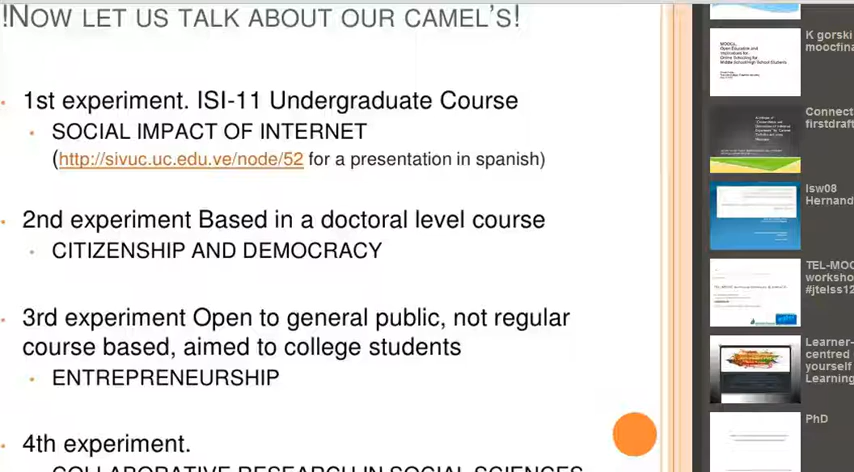 !NOW LET US TALK ABOUT OUR CAMEL'S!
1st experiment. ISI-11 Undergraduate Course
SOCIAL IMPACT OF INTERNET
(http://sivuc.uc.edu.ve/node/52 for a presentation in spanish)
2nd experiment Based in a doctoral level course
CITIZENSHIP AND DEMOCRACY
3rd experiment Open to general public, not regular
course based, aimed to college students
ENTREPRENEURSHIP
4th experiment.
COLLABORATIVE RESEARCH IN SOCIAL SCIENCES
K gorski
moocfina
Connect
firstdraft
lsw08
Hernand
TEL-MOO
worksho
#jtelss12
Learner-
centred
yourself
Learning
PhD